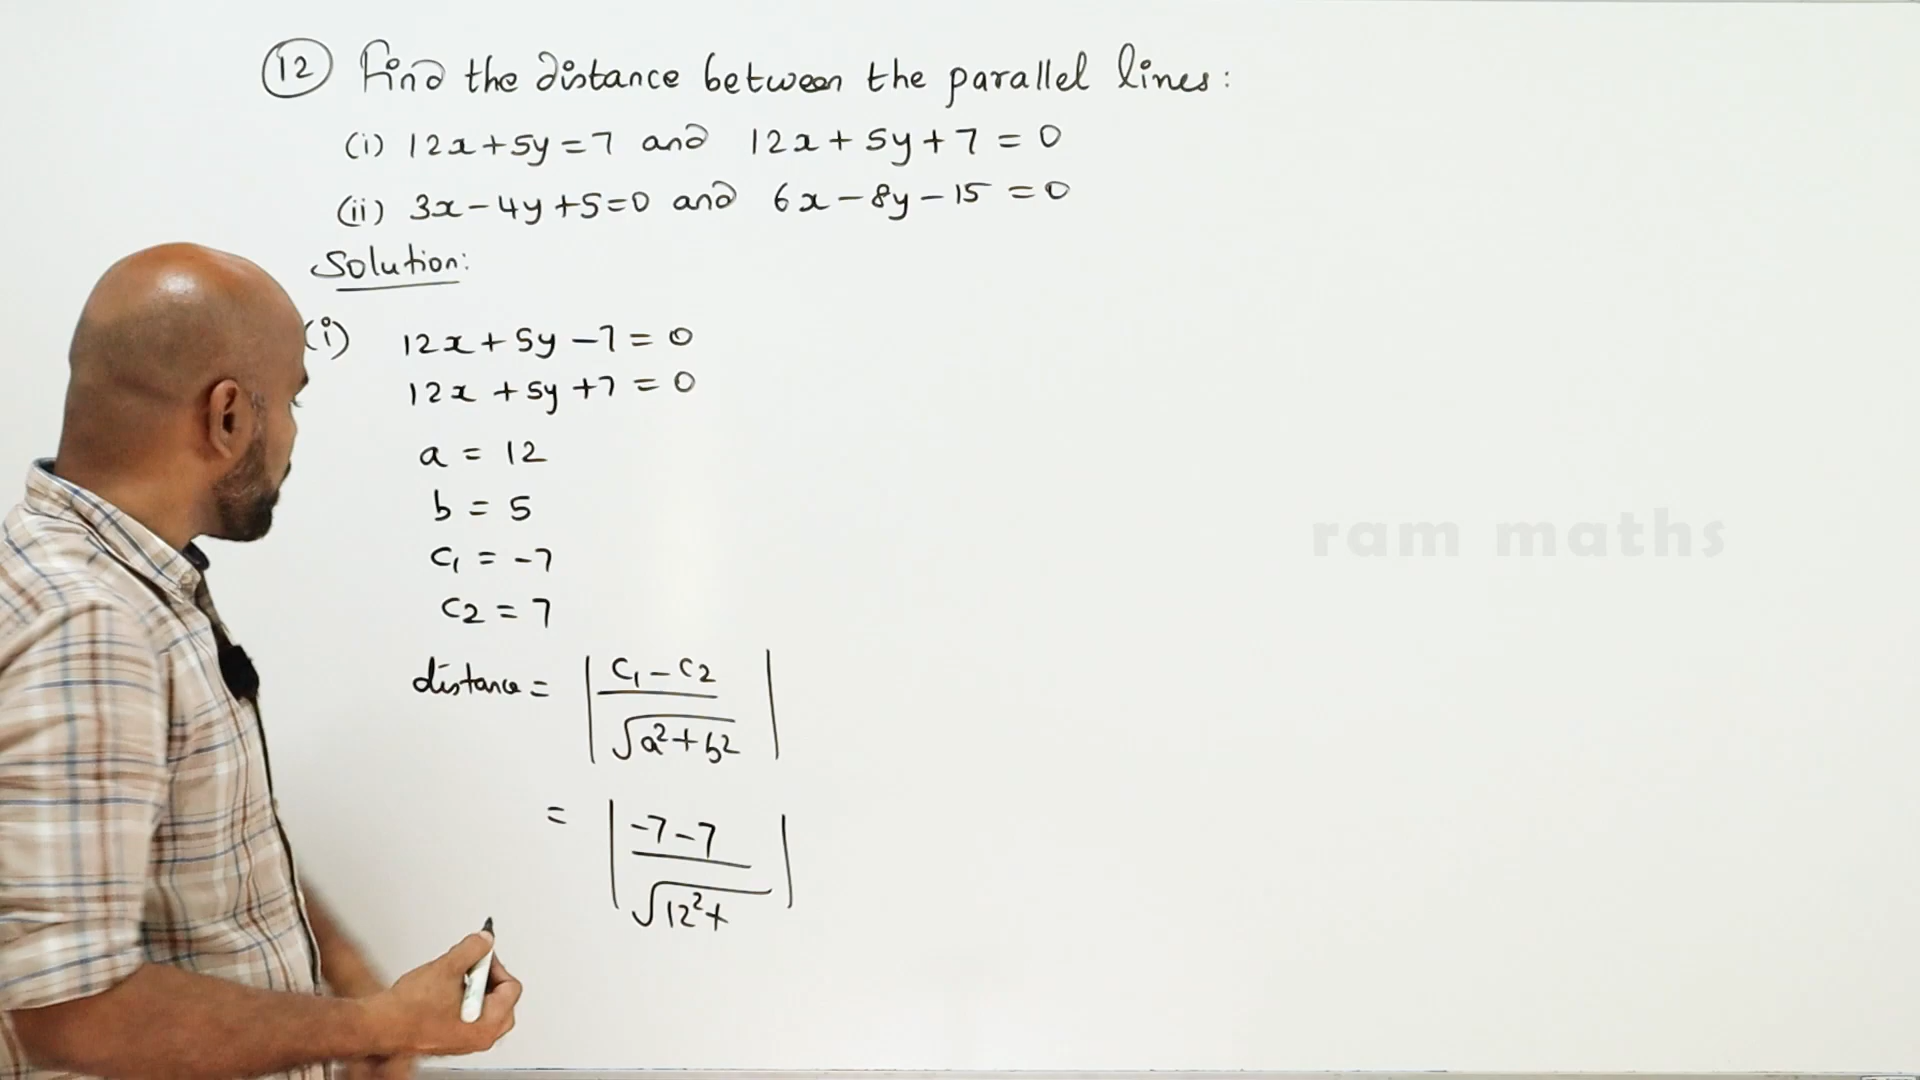 12 Find the distance between the parallel lines:
(i) 12x+5y=7 and 12x+5y+7=0
(ii) 3x-4y+5=0 and 6x-8y-15=0
Solution:
(i) 12x+5y-7=0
12x+5y+7=0
a = 12
b = 5
c₁ = -7
c2 = 7
distance = | c₁-c2 / √a²+b² |
= | -7-7 / √12²+ |
ram maths